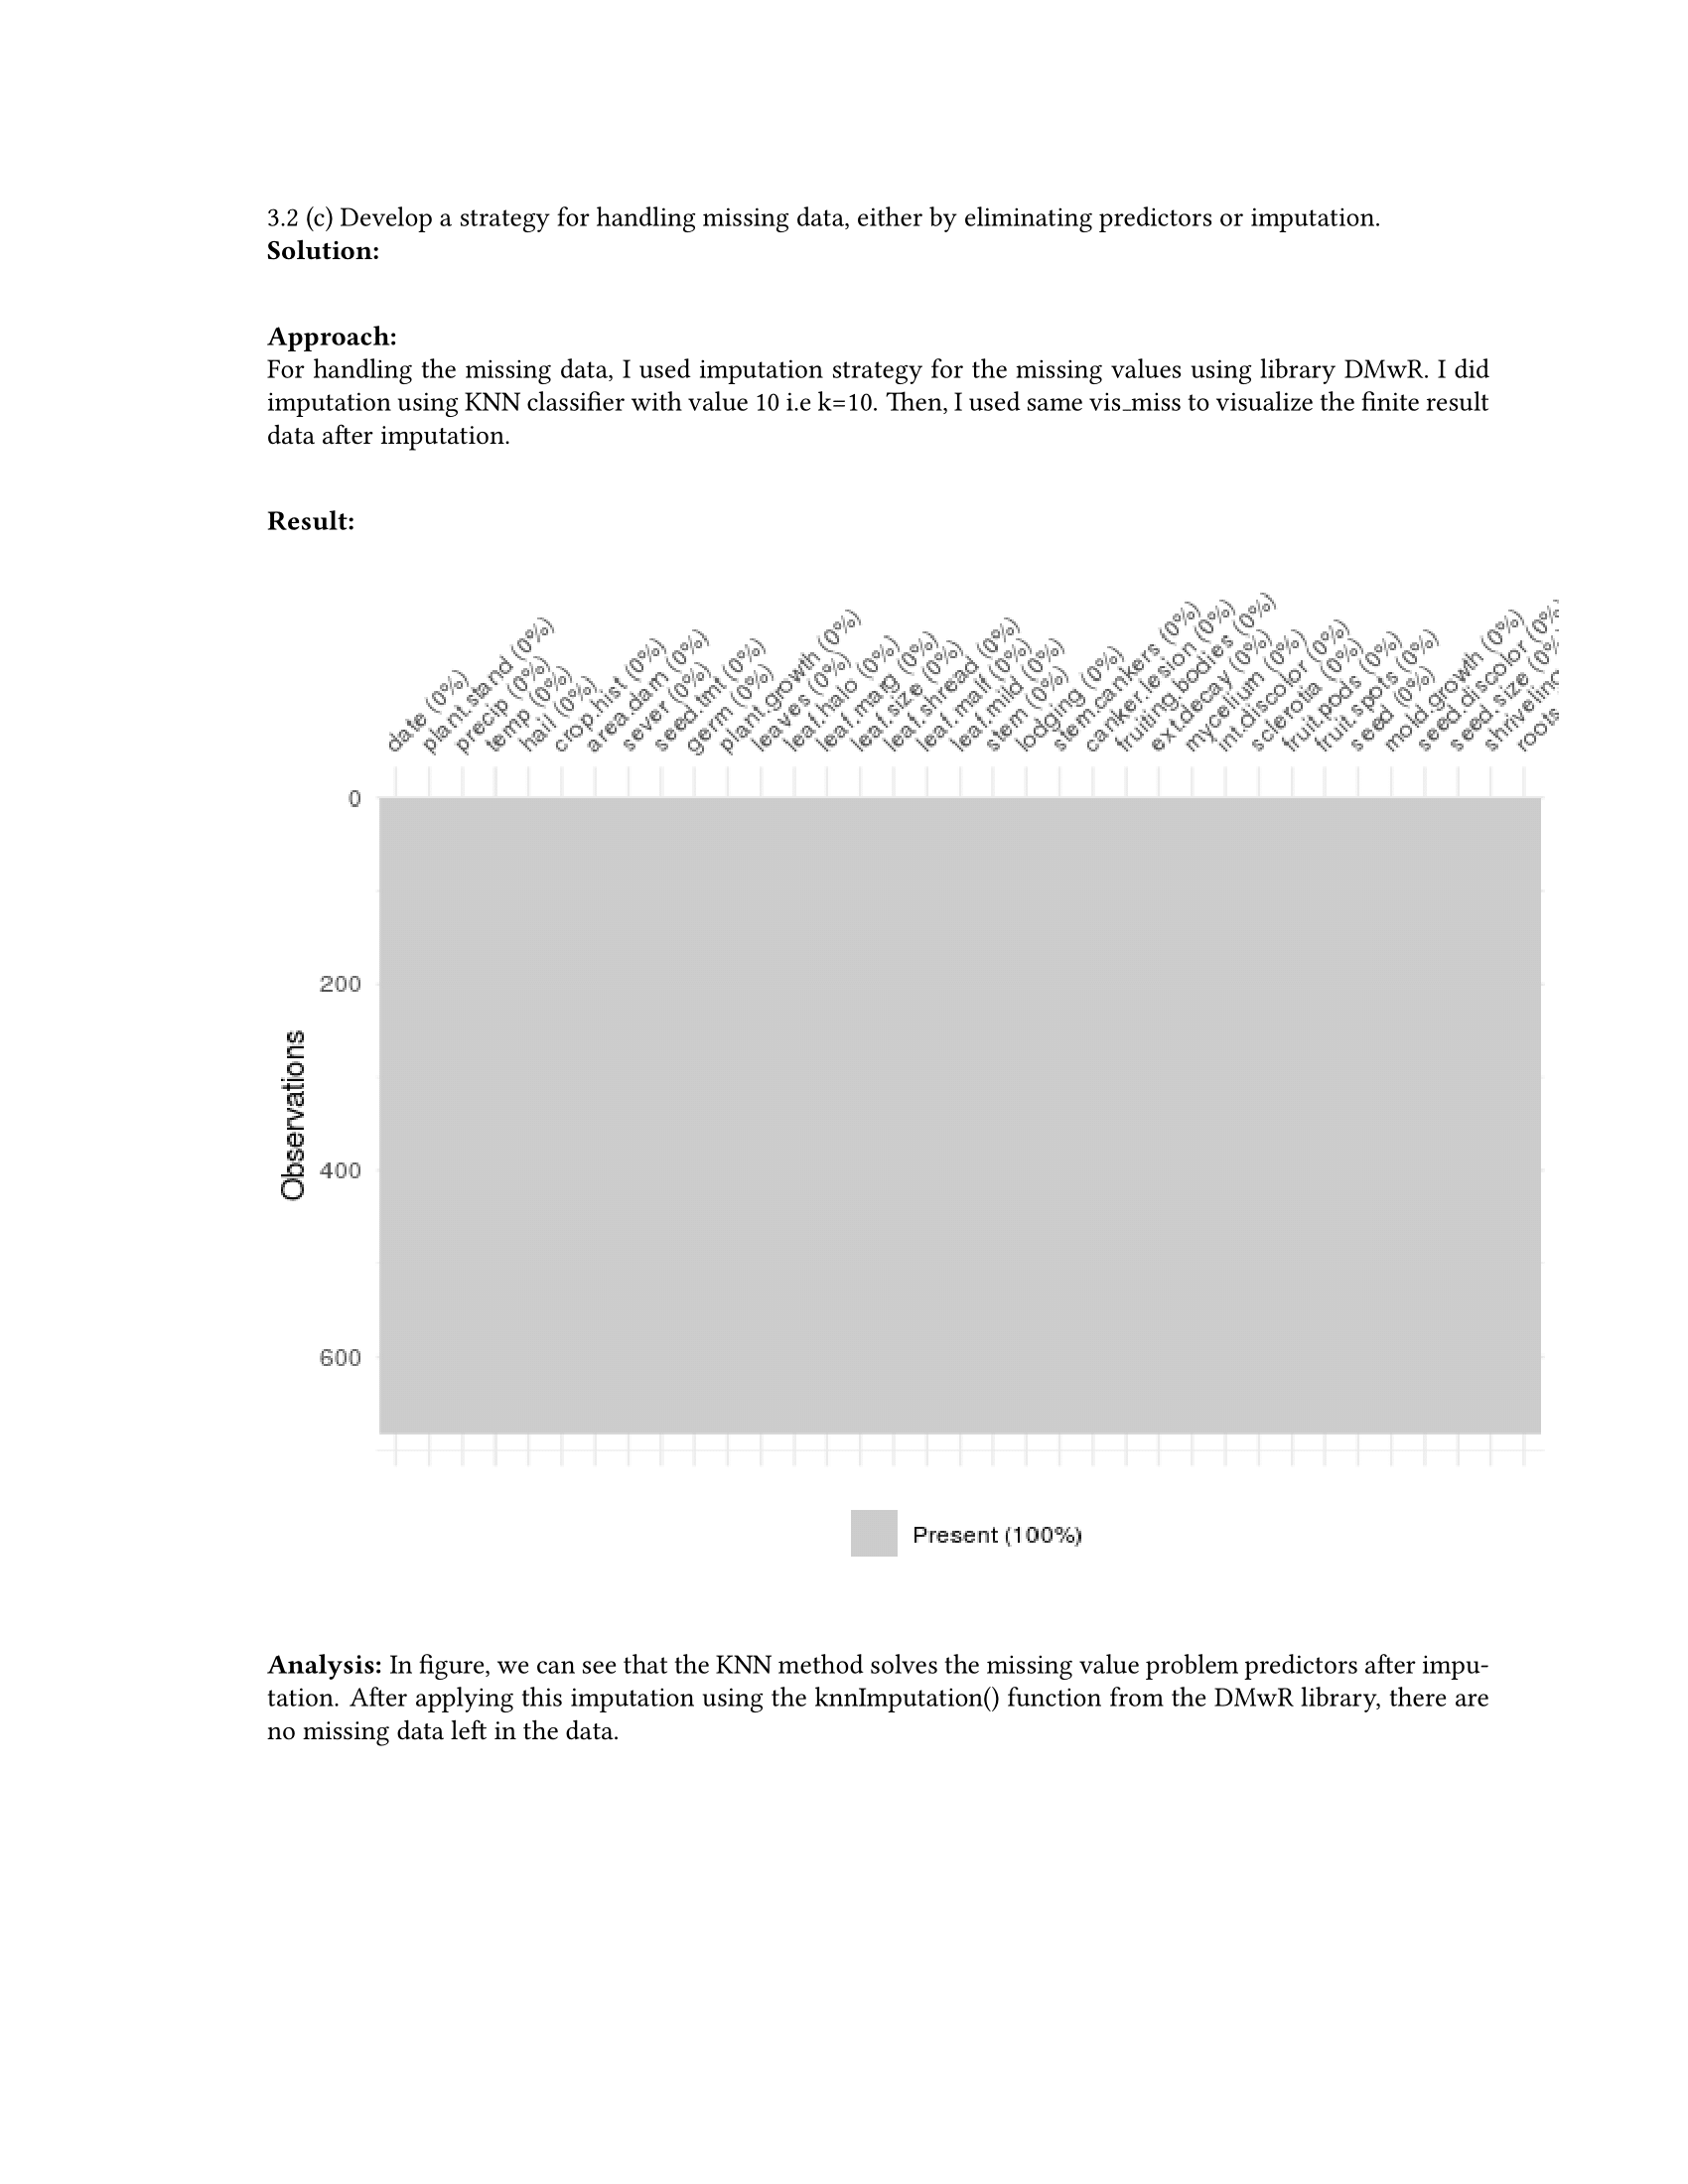 3.2 (c) Develop a strategy for handling missing data, either by eliminating predictors or imputation.
Solution:
Approach:
For handling the missing data, I used imputation strategy for the missing values using library DMwR. I did
imputation using KNN classifier with value 10 i.e k=10. Then, I used same vis_miss to visualize the finite result
data after imputation.
Result:
date (0%)
plant.stand (0%)
precip (0%)
temp (0%)
hail (0%)
crop.hist (0%)
area.dam (0%)
sever (0%)
seed.tmt (0%)
germ (0%)
plant.growth (0%)
leaves (0%)
leaf.halo (0%)
leaf.marg (0%)
leaf.size (0%)
leaf.shread (0%)
leaf.malf (0%)
leaf.mild (0%)
stem (0%)
lodging (0%)
stem.cankers (0%)
canker.lesion (0%)
fruiting.bodies (0%)
ext.decay (0%)
mycelium (0%)
int.discolor (0%)
sclerotia (0%)
fruit.pods (0%)
fruit.spots (0%)
seed (0%)
mold.growth (0%)
seed.discolor (0%
seed.size (0%
shriveling
roots
0
200
400
600
Observations
Present (100%)
Analysis: In figure, we can see that the KNN method solves the missing value problem predictors after impu-
tation. After applying this imputation using the knnImputation() function from the DMwR library, there are
no missing data left in the data.